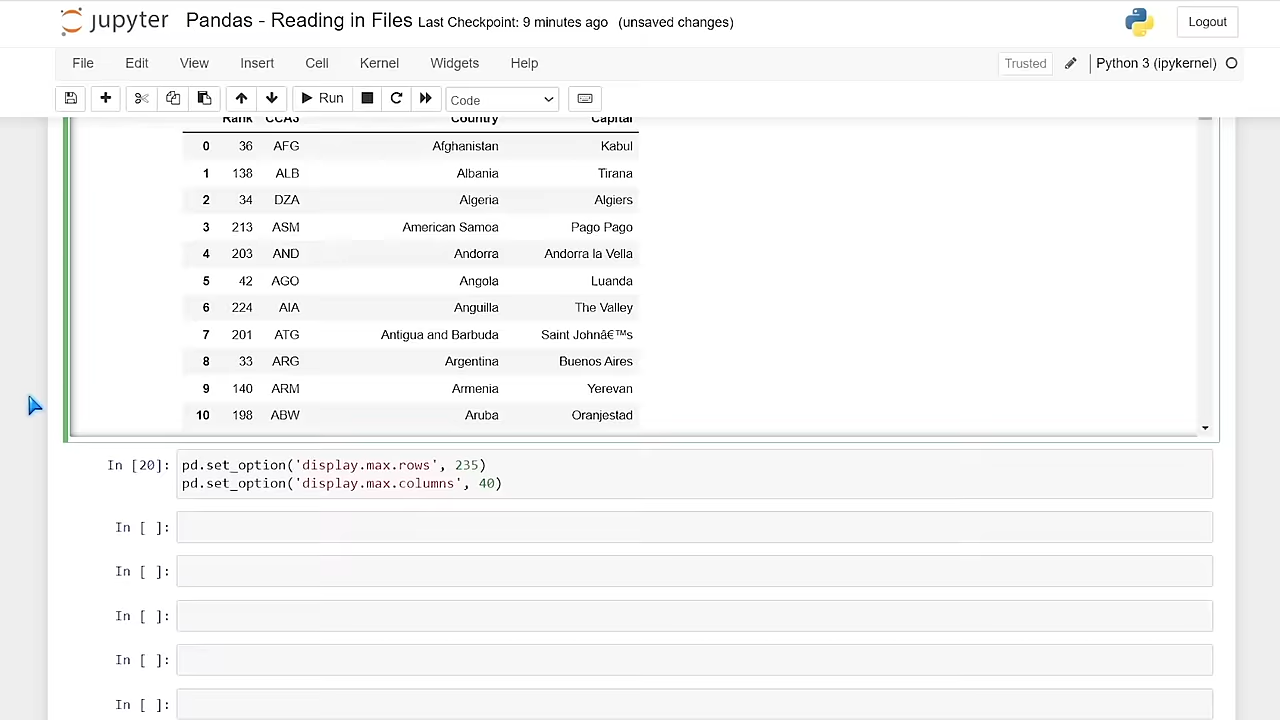 jupyter Pandas - Reading in Files Last Checkpoint: 9 minutes ago (unsaved changes) Logout
File Edit View Insert Cell Kernel Widgets Help Trusted Python 3 (ipykernel)
Run Code
Rank CCA3 Country Capital
0 36 AFG Afghanistan Kabul
1 138 ALB Albania Tirana
2 34 DZA Algeria Algiers
3 213 ASM American Samoa Pago Pago
4 203 AND Andorra Andorra la Vella
5 42 AGO Angola Luanda
6 224 AIA Anguilla The Valley
7 201 ATG Antigua and Barbuda Saint Johnâ€™s
8 33 ARG Argentina Buenos Aires
9 140 ARM Armenia Yerevan
10 198 ABW Aruba Oranjestad
In [20]: pd.set_option('display.max.rows', 235)
pd.set_option('display.max.columns', 40)
In [ ]:
In [ ]:
In [ ]:
In [ ]:
In [ ]: